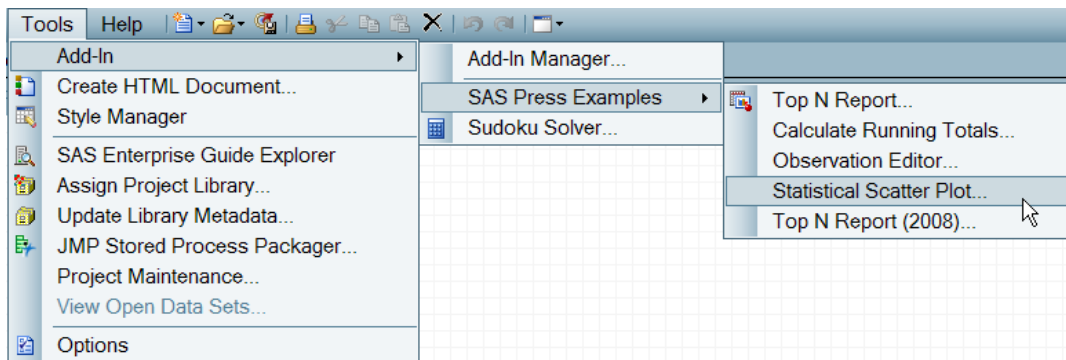 Tools Help
Add-In
Create HTML Document...
Style Manager
SAS Enterprise Guide Explorer
Assign Project Library...
Update Library Metadata...
JMP Stored Process Packager...
Project Maintenance...
View Open Data Sets...
Options
Add-In Manager...
SAS Press Examples
Sudoku Solver...
Top N Report...
Calculate Running Totals...
Observation Editor...
Statistical Scatter Plot...
Top N Report (2008)...